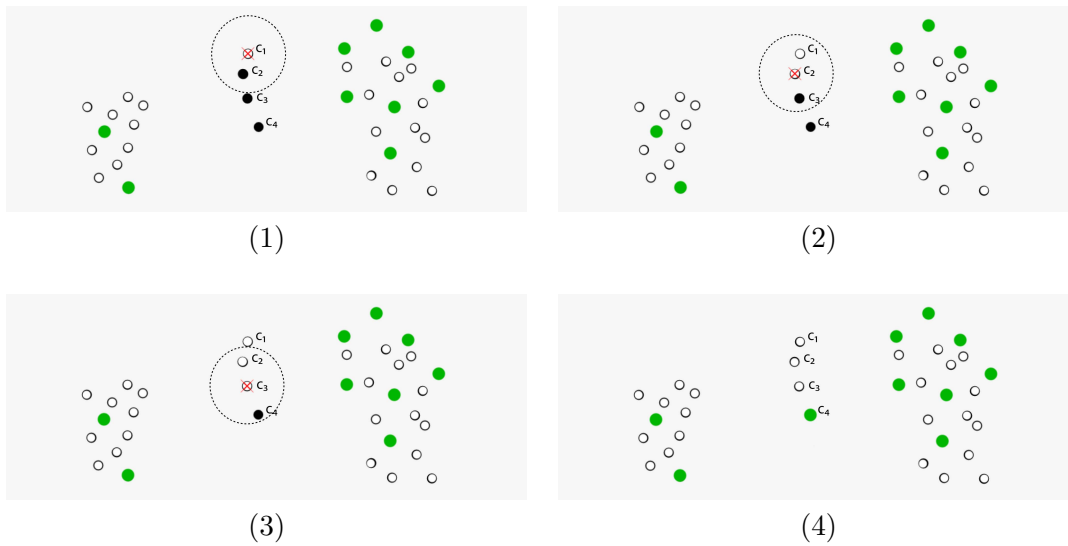 C₁
C₂
C₃
C₄
(1)
C₁
C₂
C₃
C₄
(2)
C₁
C₂
C₃
C₄
(3)
C₁
C₂
C₃
C₄
(4)